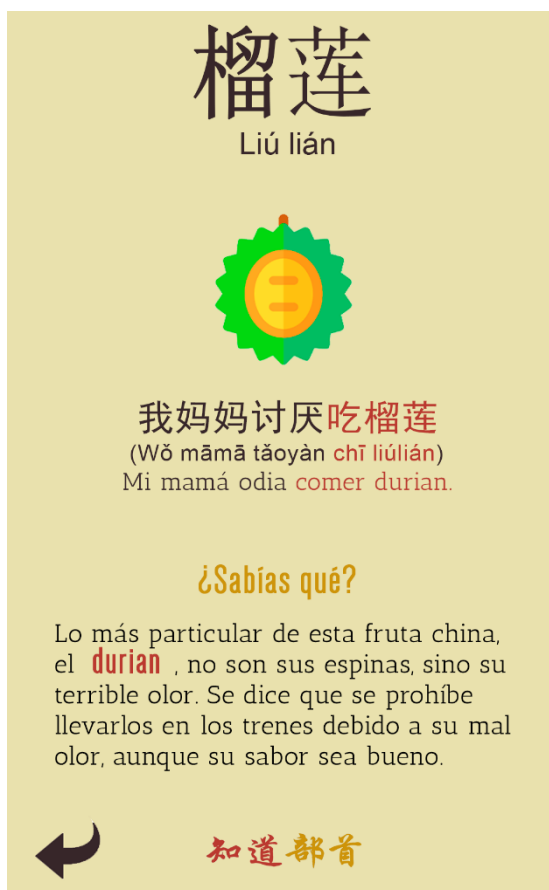 榴莲
Liú lián
我妈妈讨厌吃榴莲
(Wǒ māmā tǎoyàn chī liúlián)
Mi mamá odia comer durian.
¿Sabías qué?
Lo más particular de esta fruta china,
el durian , no son sus espinas, sino su
terrible olor. Se dice que se prohíbe
llevarlos en los trenes debido a su mal
olor, aunque su sabor sea bueno.
知道部首